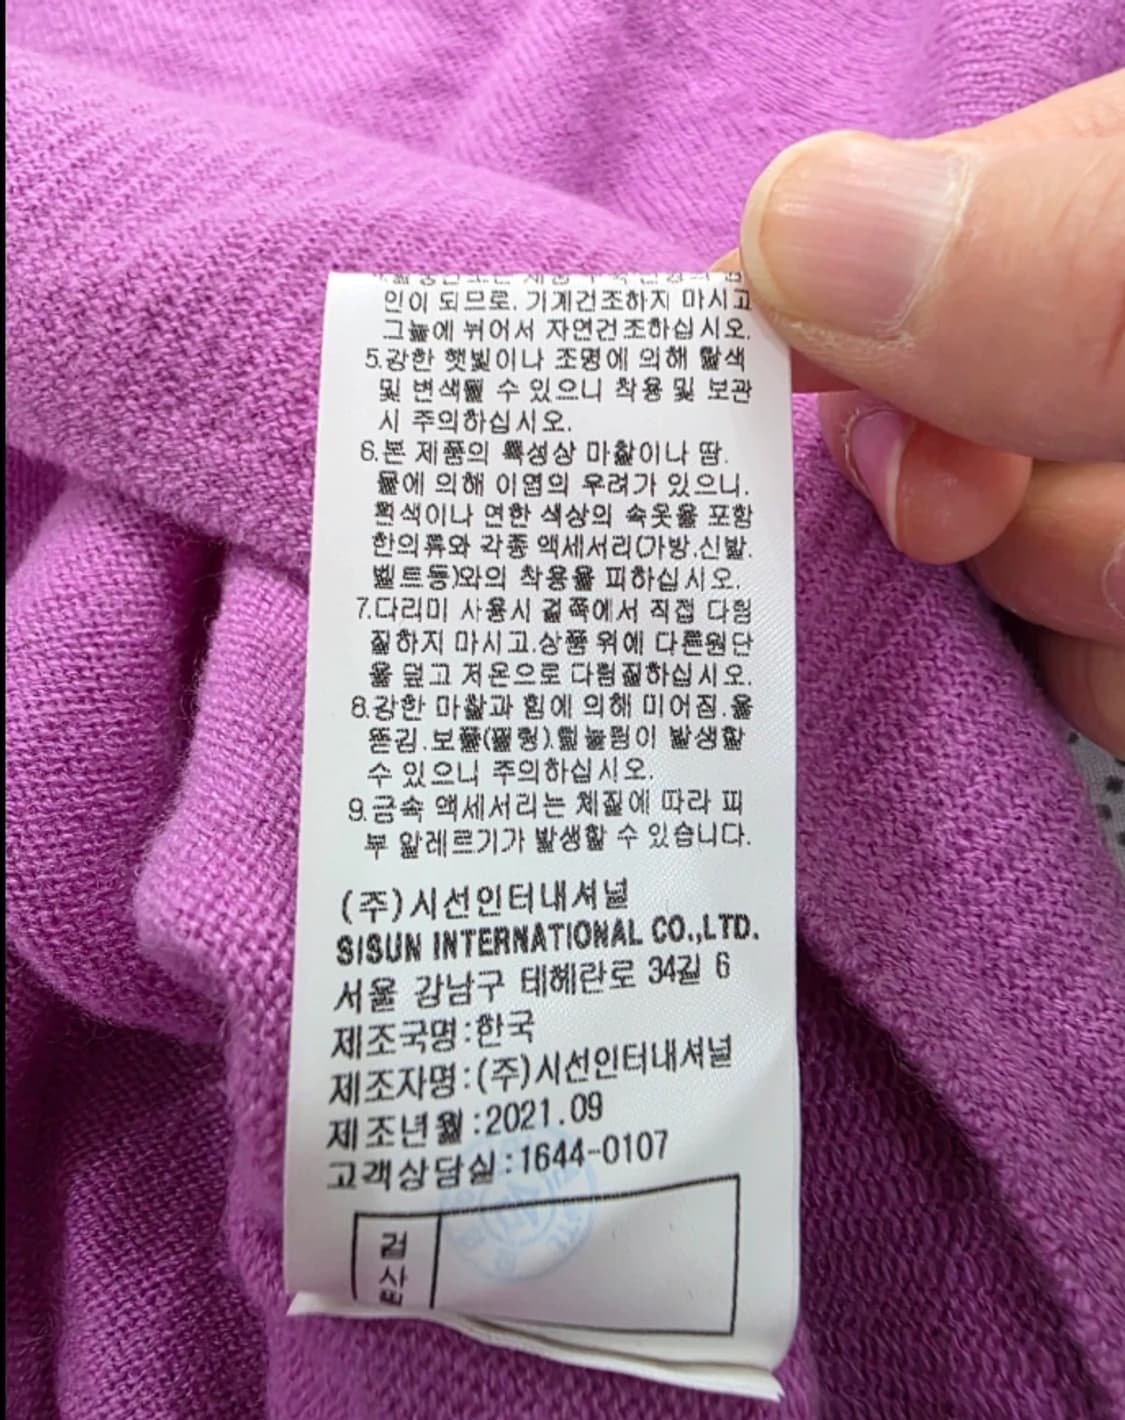 인이 되므로. 기계건조하지 마시고
그늘에 뉘어서 자연건조하십시오.
5.강한 햇빛이나 조명에 의해 탈색
및 변색될 수 있으니 착용 및 보관
시 주의하십시오.
6.본 제품의 특성상 마찰이나 땀.
물에 의해 이염의 우려가 있으니.
흰색이나 연한 색상의 속옷을 포함
한의류와 각종 액세서리(가방.신발.
벨트등)와의 착용을 피하십시오.
7.다리미 사용시 겉쪽에서 직접 다림
질하지 마시고.상품 위에 다른원단
을 덮고 저온으로 다림질하십시오.
8.강한 마찰과 힘에 의해 미어짐.올
뜯김.보풀(필링).털눌림이 발생할
수 있으니 주의하십시오.
9.금속 액세서리는 체질에 따라 피
부 알레르기가 발생할 수 있습니다.
(주)시선인터내셔널
SISUN INTERNATIONAL CO.,LTD.
서울 강남구 테헤란로 34길 6
제조국명:한국
제조자명:(주)시선인터내셔널
제조년월:2021.09
고객상담실:1644-0107
검
사